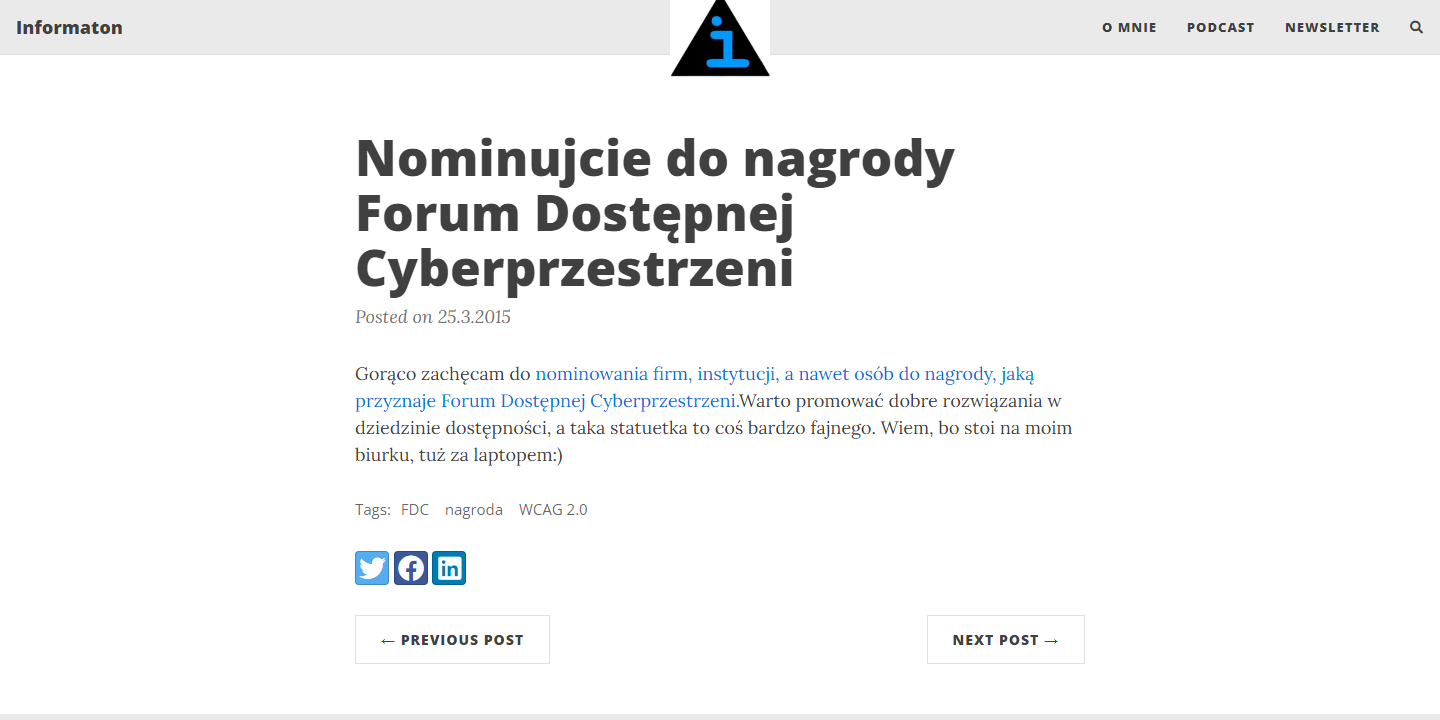 Informaton
O MNIE PODCAST NEWSLETTER
Nominujcie do nagrody
Forum Dostępnej
Cyberprzestrzeni
Posted on 25.3.2015
Gorąco zachęcam do nominowania firm, instytucji, a nawet osób do nagrody, jaką
przyznaje Forum Dostępnej Cyberprzestrzeni.Warto promować dobre rozwiązania w
dziedzinie dostępności, a taka statuetka to coś bardzo fajnego. Wiem, bo stoi na moim
biurku, tuż za laptopem:)
Tags: FDC nagroda WCAG 2.0
← PREVIOUS POST
NEXT POST →